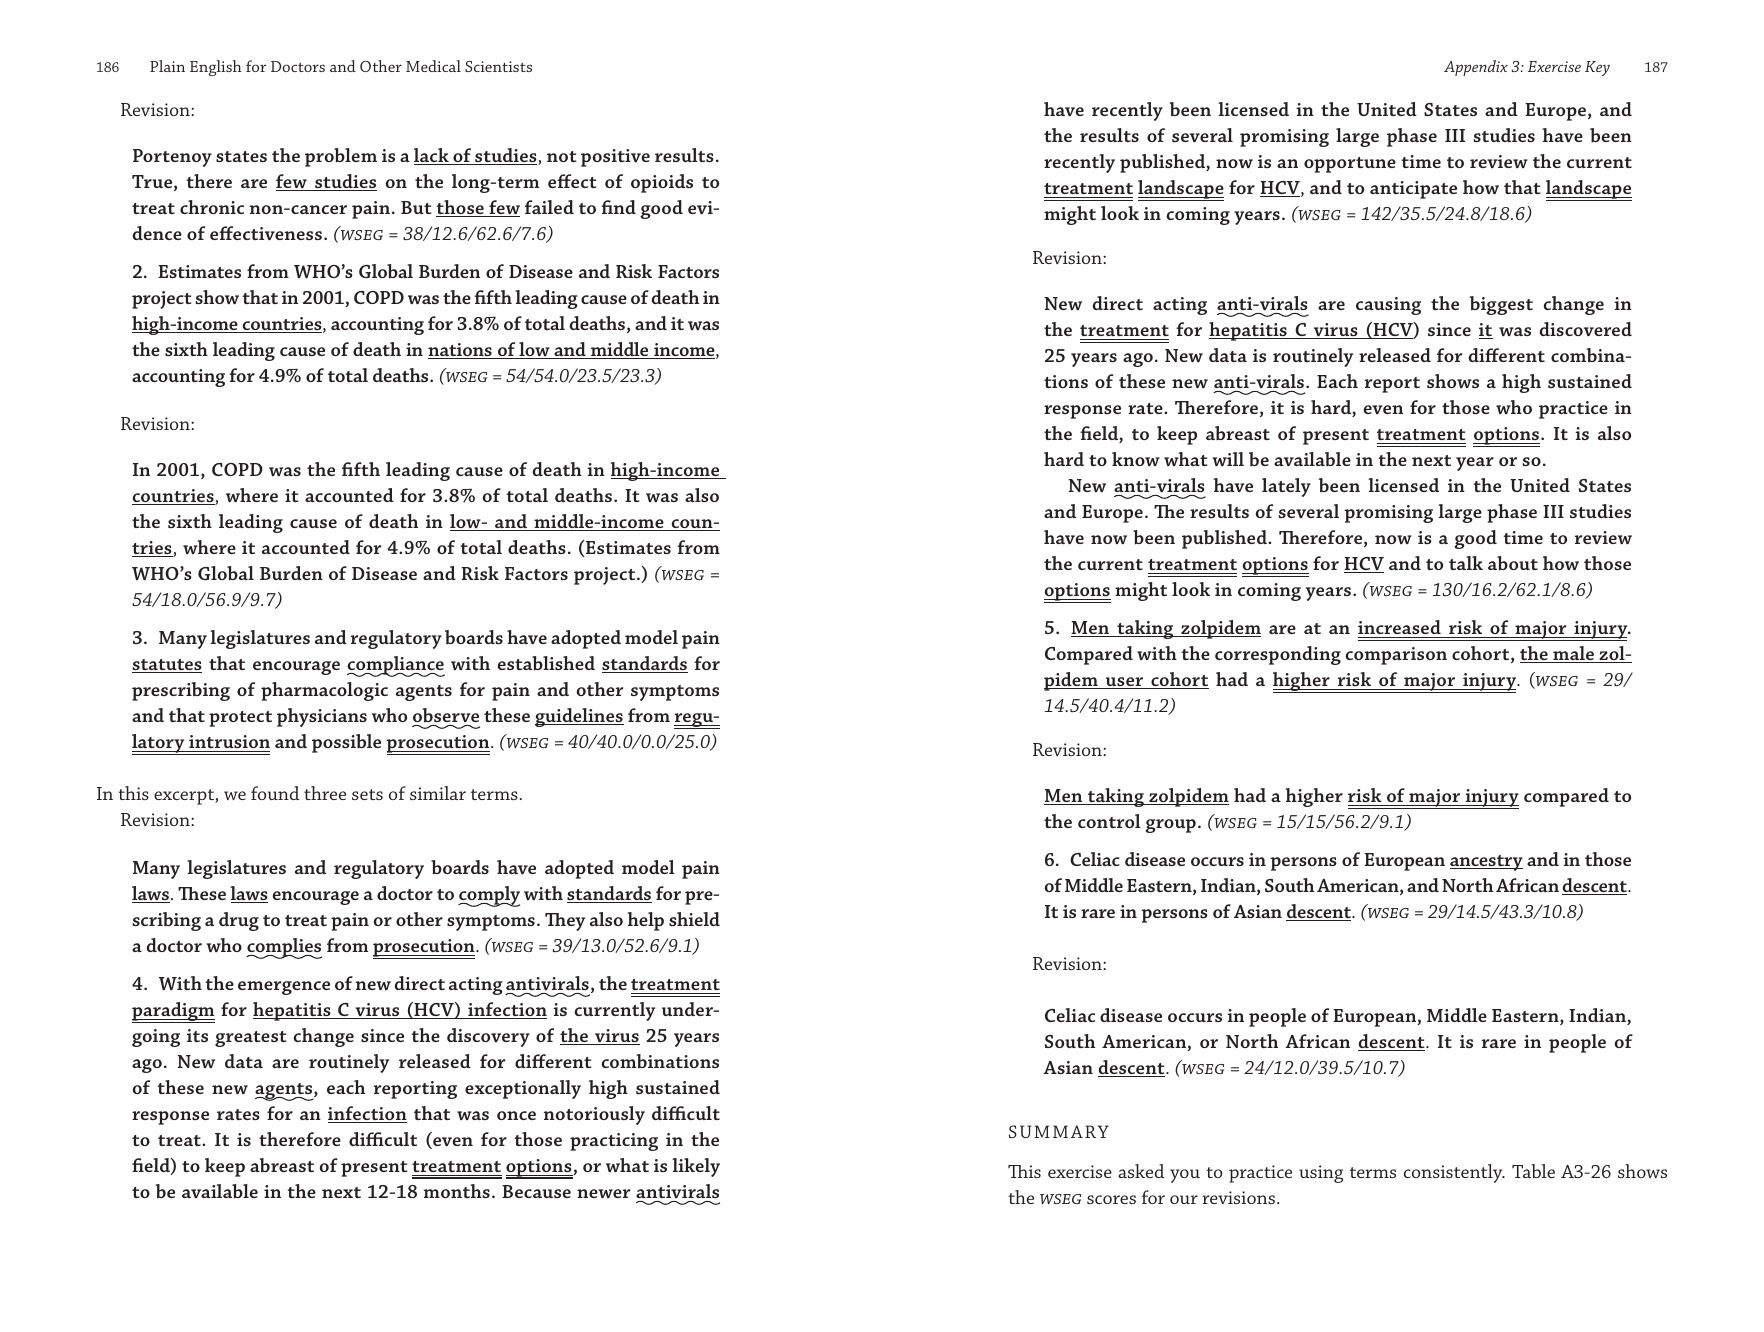 186 Plain English for Doctors and Other Medical Scientists
Revision:
Portenoy states the problem is a lack of studies, not positive results.
True, there are few studies on the long-term effect of opioids to
treat chronic non-cancer pain. But those few failed to find good evi-
dence of effectiveness. (WSEG = 38/12.6/62.6/7.6)
2. Estimates from WHO’s Global Burden of Disease and Risk Factors
project show that in 2001, COPD was the fifth leading cause of death in
high-income countries, accounting for 3.8% of total deaths, and it was
the sixth leading cause of death in nations of low and middle income,
accounting for 4.9% of total deaths. (WSEG = 54/54.0/23.5/23.3)
Revision:
In 2001, COPD was the fifth leading cause of death in high-income
countries, where it accounted for 3.8% of total deaths. It was also
the sixth leading cause of death in low- and middle-income coun-
tries, where it accounted for 4.9% of total deaths. (Estimates from
WHO’s Global Burden of Disease and Risk Factors project.) (WSEG =
54/18.0/56.9/9.7)
3. Many legislatures and regulatory boards have adopted model pain
statutes that encourage compliance with established standards for
prescribing of pharmacologic agents for pain and other symptoms
and that protect physicians who observe these guidelines from regu-
latory intrusion and possible prosecution. (WSEG = 40/40.0/0.0/25.0)
In this excerpt, we found three sets of similar terms.
Revision:
Many legislatures and regulatory boards have adopted model pain
laws. These laws encourage a doctor to comply with standards for pre-
scribing a drug to treat pain or other symptoms. They also help shield
a doctor who complies from prosecution. (WSEG = 39/13.0/52.6/9.1)
4. With the emergence of new direct acting antivirals, the treatment
paradigm for hepatitis C virus (HCV) infection is currently under-
going its greatest change since the discovery of the virus 25 years
ago. New data are routinely released for different combinations
of these new agents, each reporting exceptionally high sustained
response rates for an infection that was once notoriously difficult
to treat. It is therefore difficult (even for those practicing in the
field) to keep abreast of present treatment options, or what is likely
to be available in the next 12-18 months. Because newer antivirals
Appendix 3: Exercise Key 187
have recently been licensed in the United States and Europe, and
the results of several promising large phase III studies have been
recently published, now is an opportune time to review the current
treatment landscape for HCV, and to anticipate how that landscape
might look in coming years. (WSEG = 142/35.5/24.8/18.6)
Revision:
New direct acting anti-virals are causing the biggest change in
the treatment for hepatitis C virus (HCV) since it was discovered
25 years ago. New data is routinely released for different combina-
tions of these new anti-virals. Each report shows a high sustained
response rate. Therefore, it is hard, even for those who practice in
the field, to keep abreast of present treatment options. It is also
hard to know what will be available in the next year or so.
New anti-virals have lately been licensed in the United States
and Europe. The results of several promising large phase III studies
have now been published. Therefore, now is a good time to review
the current treatment options for HCV and to talk about how those
options might look in coming years. (WSEG = 130/16.2/62.1/8.6)
5. Men taking zolpidem are at an increased risk of major injury.
Compared with the corresponding comparison cohort, the male zol-
pidem user cohort had a higher risk of major injury. (WSEG = 29/
14.5/40.4/11.2)
Revision:
Men taking zolpidem had a higher risk of major injury compared to
the control group. (WSEG = 15/15/56.2/9.1)
6. Celiac disease occurs in persons of European ancestry and in those
of Middle Eastern, Indian, South American, and North African descent.
It is rare in persons of Asian descent. (WSEG = 29/14.5/43.3/10.8)
Revision:
Celiac disease occurs in people of European, Middle Eastern, Indian,
South American, or North African descent. It is rare in people of
Asian descent. (WSEG = 24/12.0/39.5/10.7)
SUMMARY
This exercise asked you to practice using terms consistently. Table A3-26 shows
the WSEG scores for our revisions.